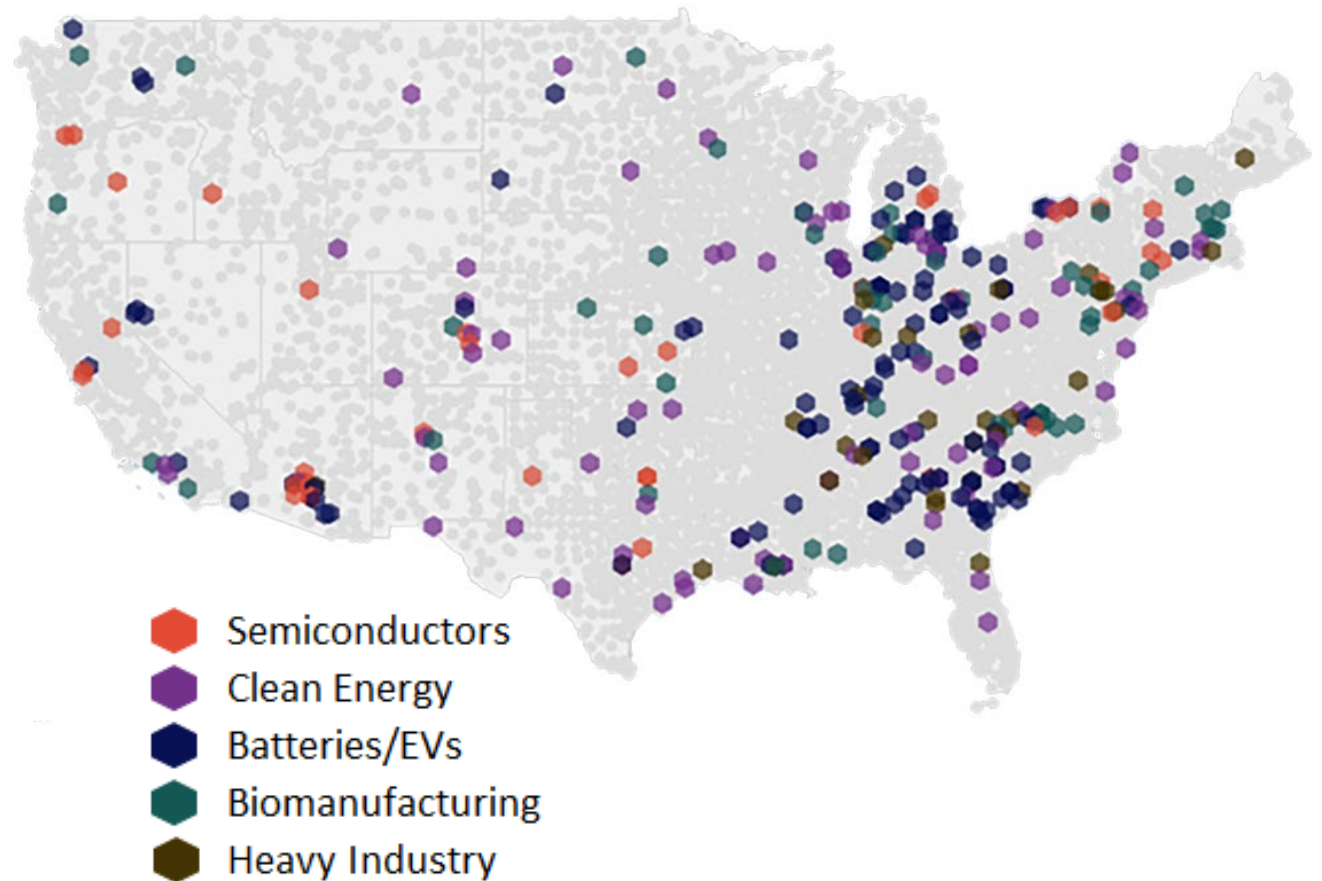 Semiconductors
Clean Energy
Batteries/EVs
Biomanufacturing
Heavy Industry